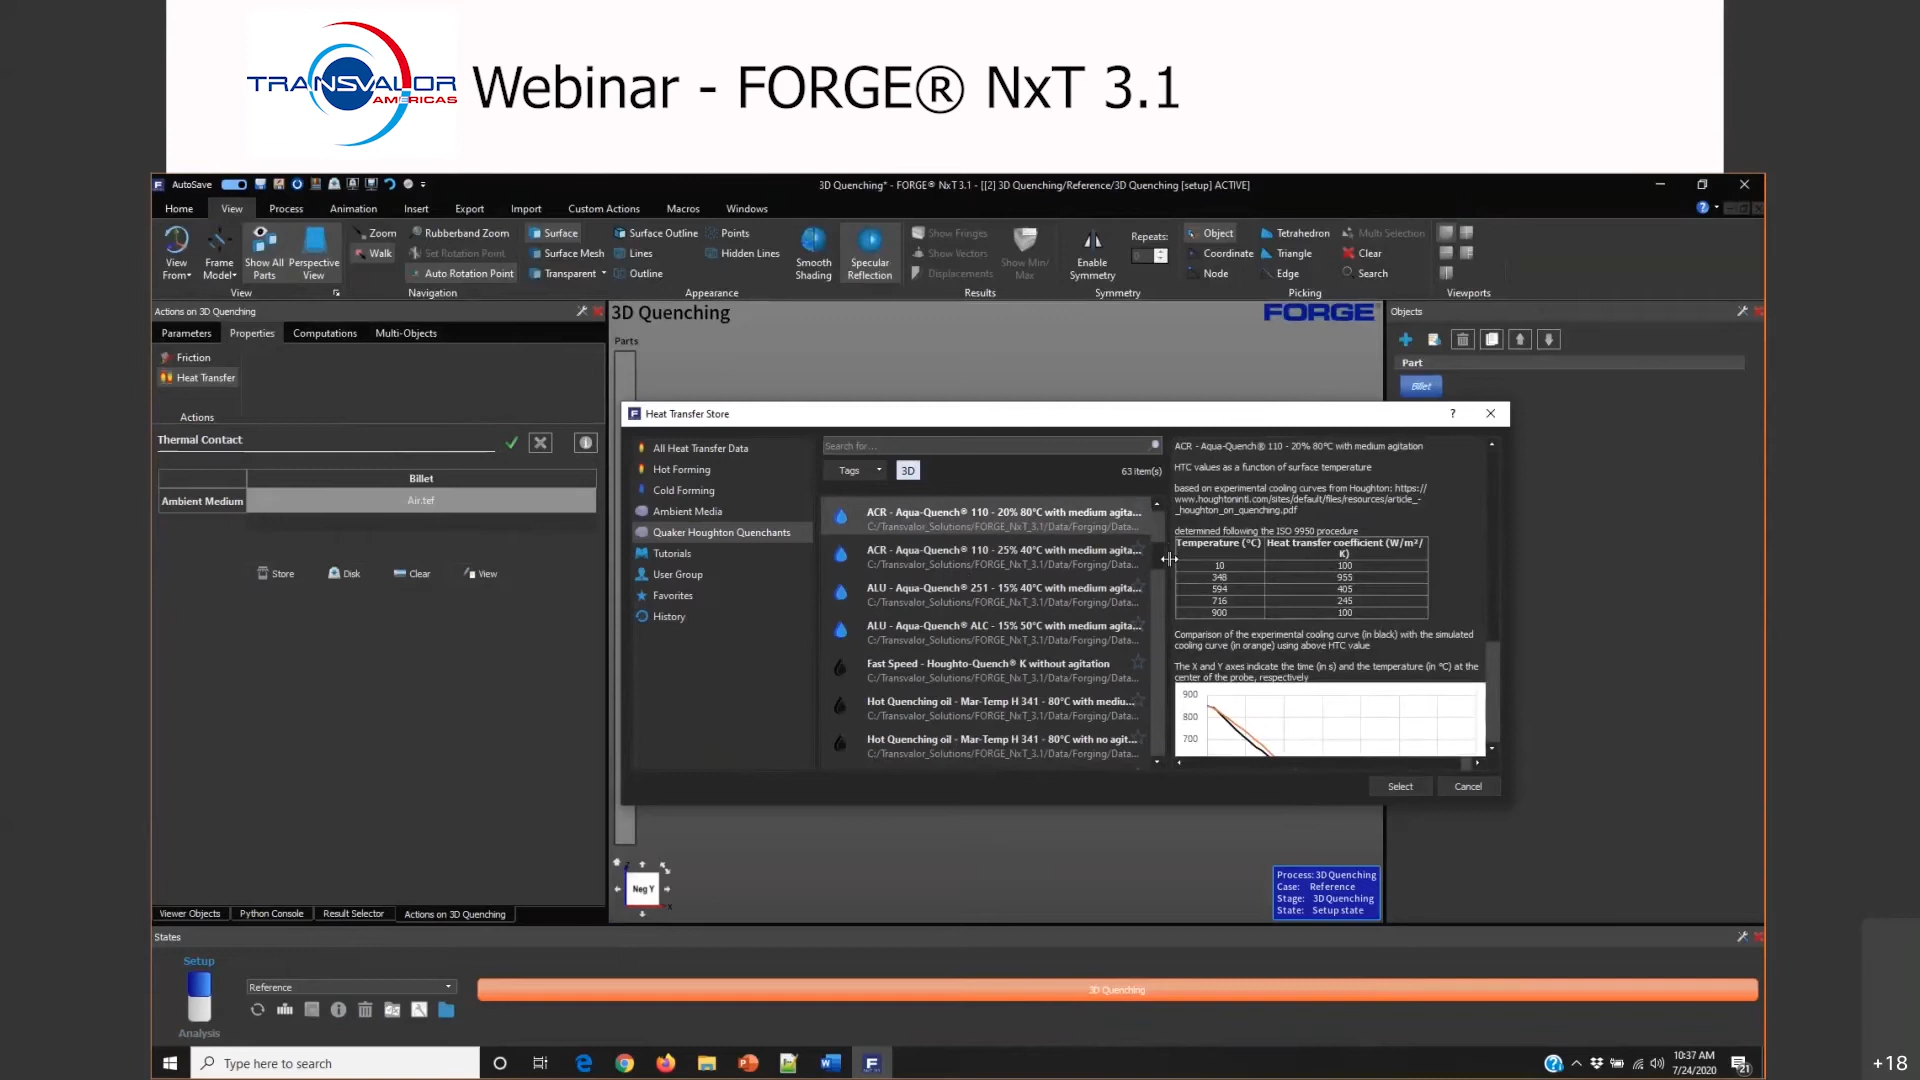 TRANSVALOR
AMERICAS
Webinar - FORGE® NxT 3.1
AutoSave
3D Quenching* - FORGE® NxT 3.1 - [[2] 3D Quenching/Reference/3D Quenching [setup] ACTIVE]
Home View Process Animation Insert Export Import Custom Actions Macros Windows
View From Frame Model Show All Parts Perspective View
Zoom
Walk
Rubberband Zoom
Set Rotation Point
Auto Rotation Point
Surface
Surface Mesh
Transparent
Surface Outline
Lines
Outline
Points
Hidden Lines
Smooth Shading
Specular Reflection
Show Fringes
Show Vectors
Displacements
Show Min/Max
Enable Symmetry
Repeats:
0
Object
Coordinate
Node
Tetrahedron
Triangle
Edge
Multi Selection
Clear
Search
View Navigation Appearance Results Symmetry Picking Viewports
Actions on 3D Quenching
Parameters Properties Computations Multi-Objects
Friction
Heat Transfer
Actions
Thermal Contact
Billet
Ambient Medium Air.tef
Store Disk Clear View
3D Quenching
FORGE
Parts
Objects
Part
Billet
Heat Transfer Store
?
All Heat Transfer Data
Hot Forming
Cold Forming
Ambient Media
Quaker Houghton Quenchants
Tutorials
User Group
Favorites
History
Search for...
Tags 3D 63 item(s)
ACR - Aqua-Quench® 110 - 20% 80°C with medium agita...
C:/Transvalor_Solutions/FORGE_NxT_3.1/Data/Forging/Data...
ACR - Aqua-Quench® 110 - 25% 40°C with medium agita...
C:/Transvalor_Solutions/FORGE_NxT_3.1/Data/Forging/Data...
ALU - Aqua-Quench® 251 - 15% 40°C with medium agita...
C:/Transvalor_Solutions/FORGE_NxT_3.1/Data/Forging/Data...
ALU - Aqua-Quench® ALC - 15% 50°C with medium agita...
C:/Transvalor_Solutions/FORGE_NxT_3.1/Data/Forging/Data...
Fast Speed - Houghto-Quench® K without agitation
C:/Transvalor_Solutions/FORGE_NxT_3.1/Data/Forging/Data...
Hot Quenching oil - Mar-Temp H 341 - 80°C with mediu...
C:/Transvalor_Solutions/FORGE_NxT_3.1/Data/Forging/Data...
Hot Quenching oil - Mar-Temp H 341 - 80°C with no agit...
C:/Transvalor_Solutions/FORGE_NxT_3.1/Data/Forging/Data...
ACR - Aqua-Quench® 110 - 20% 80°C with medium agitation
HTC values as a function of surface temperature
based on experimental cooling curves from Houghton: https://
www.houghtonintl.com/sites/default/files/resources/article_-
_houghton_on_quenching.pdf
determined following the ISO 9950 procedure
Temperature (°C) Heat transfer coefficient (W/m²/
K)
10 100
348 955
594 405
716 245
900 100
Comparison of the experimental cooling curve (in black) with the simulated
cooling curve (in orange) using above HTC value
The X and Y axes indicate the time (in s) and the temperature (in °C) at the
center of the probe, respectively
900
800
700
Select Cancel
Neg Y
X
Process: 3D Quenching
Case: Reference
Stage: 3D Quenching
State: Setup state
Viewer Objects Python Console Result Selector Actions on 3D Quenching
States
Setup
Reference
3D Quenching
Analysis
Type here to search
10:37 AM
7/24/2020
21
+18